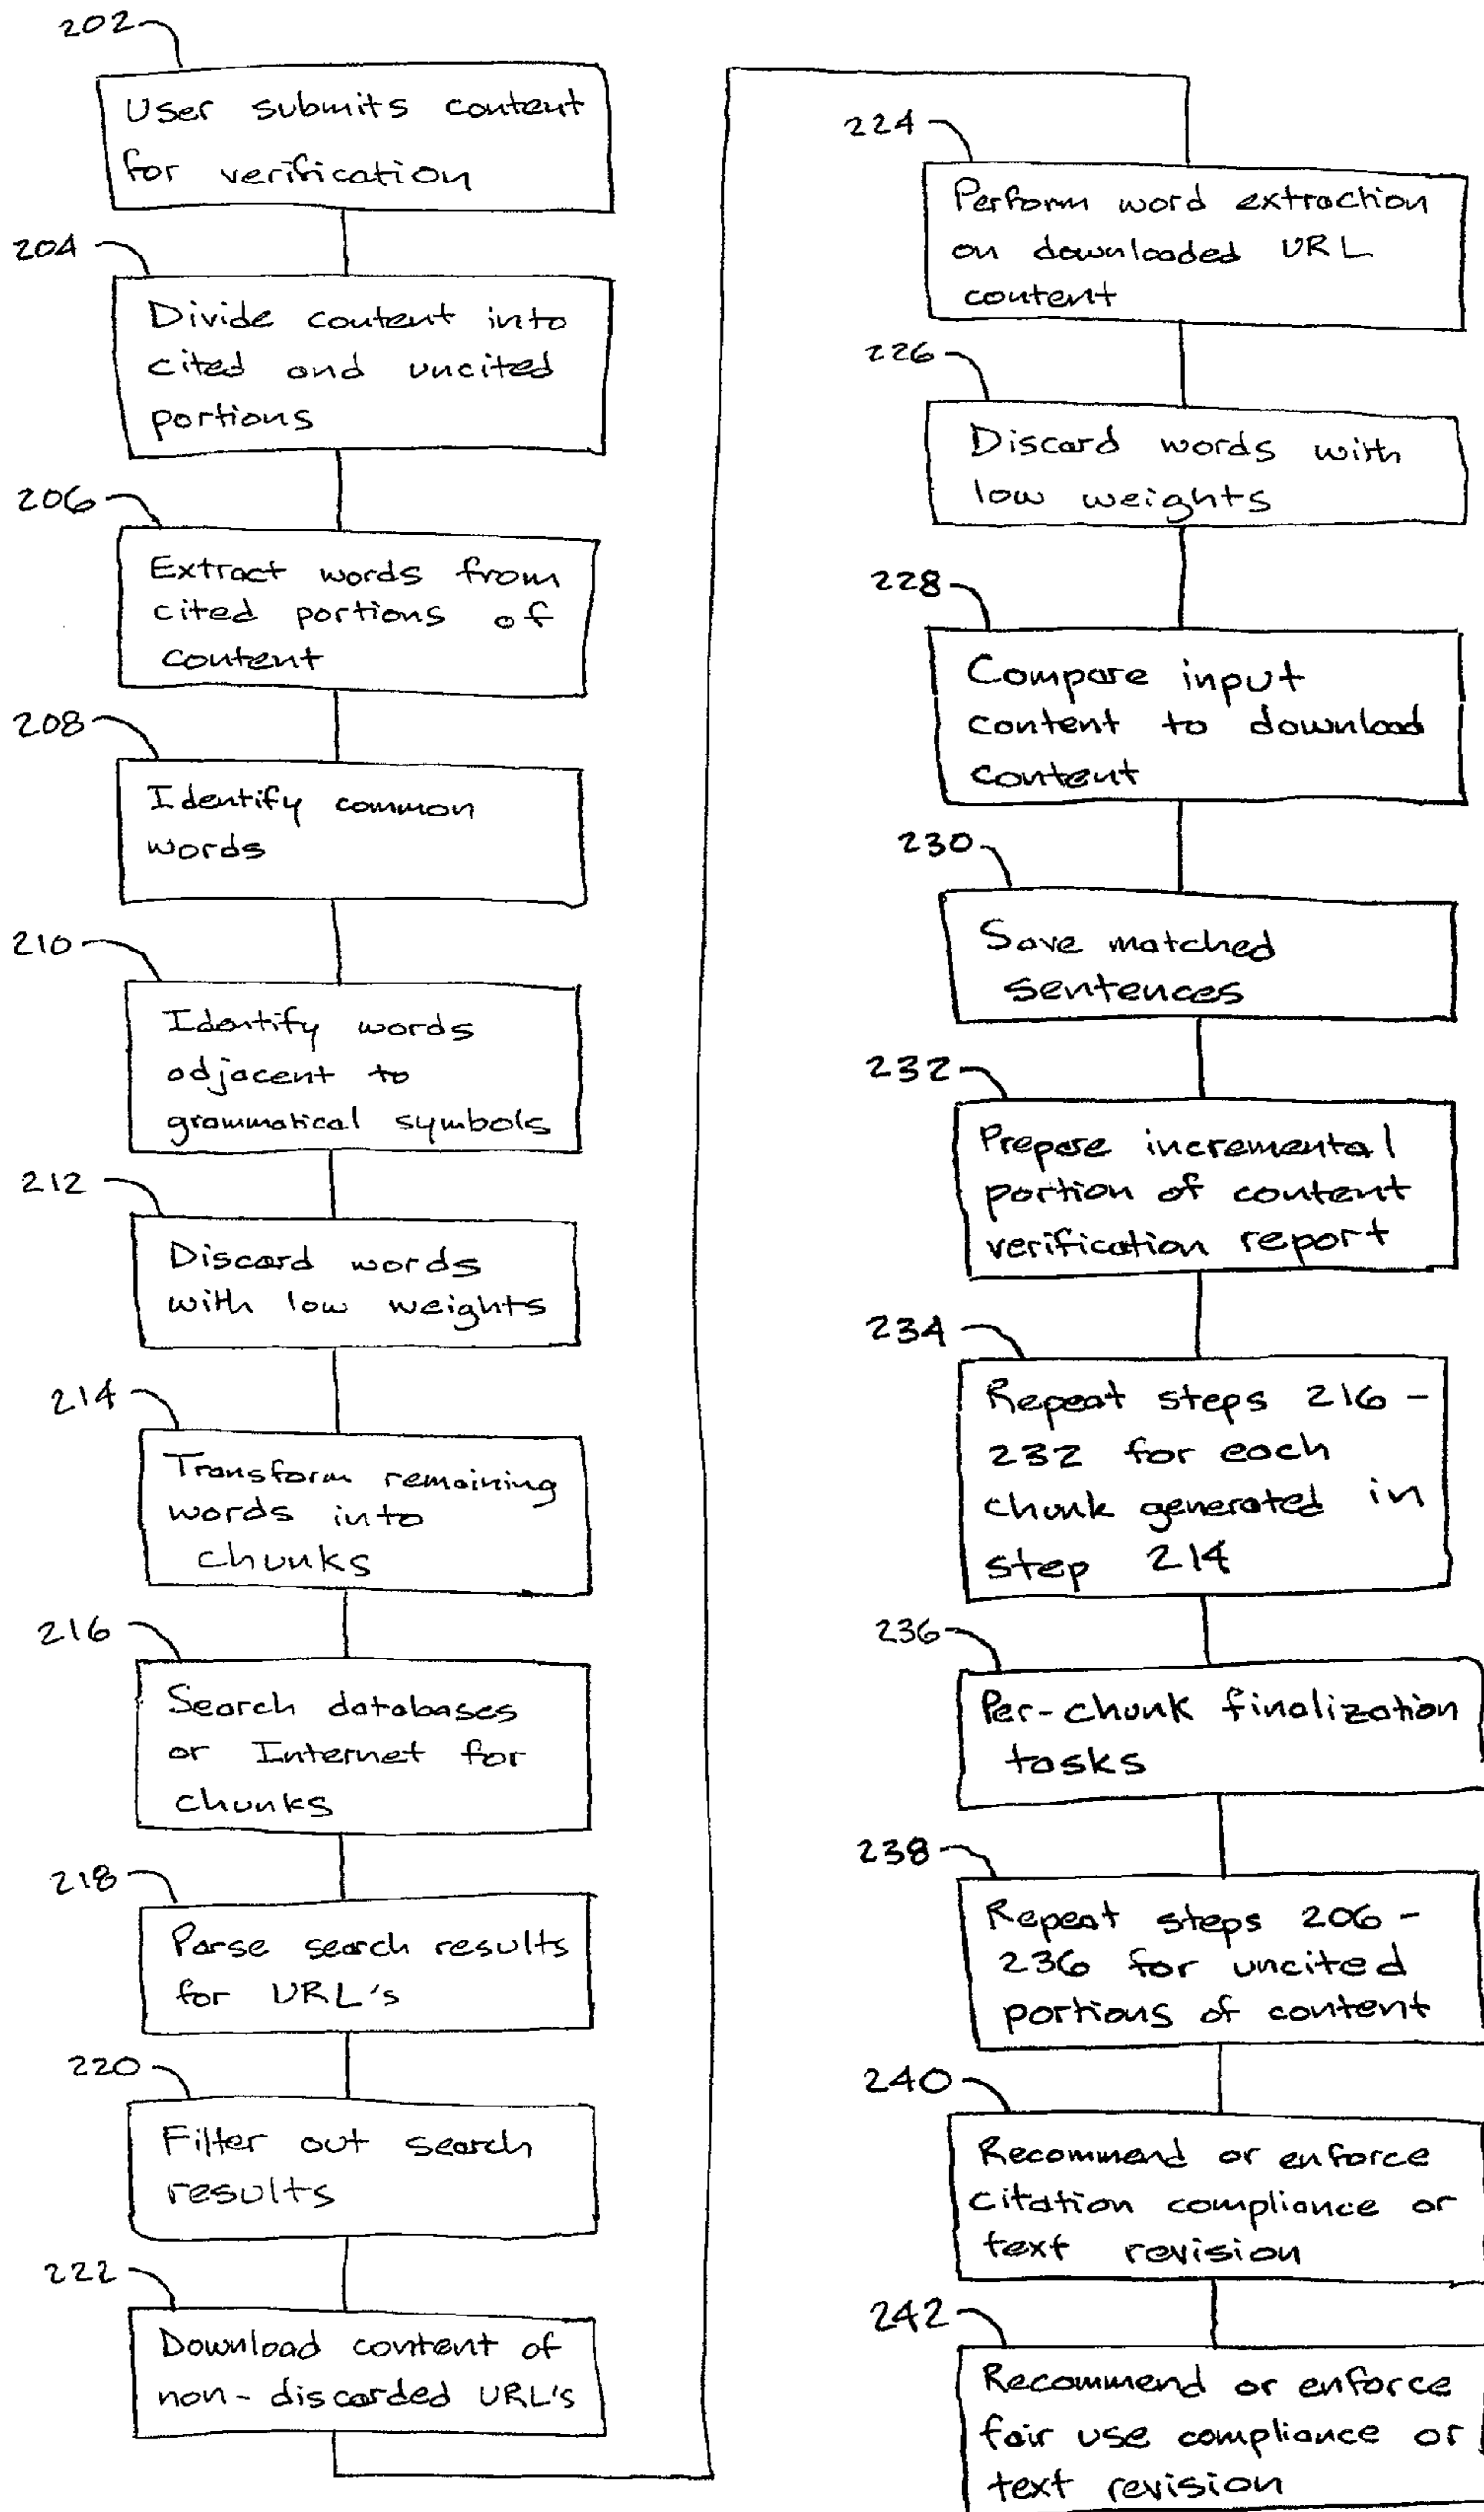 202
User submits content
for verification
204
Divide content into
cited and uncited
portions
206
Extract words from
cited portions of
content
208
Identify common
words
210
Identify words
adjacent to
grammatical symbols
212
Discard words
with low weights
214
Transform remaining
words into
chunks
216
Search databases
or Internet for
chunks
218
Parse search results
for URL's
220
Filter out search
results
222
Download content of
non-discarded URL's
224
Perform word extraction
on downloaded URL
content
226
Discard words with
low weights
228
Compare input
content to download
content
230
Save matched
sentences
232
Prepare incremental
portion of content
verification report
234
Repeat steps 216-
232 for each
chunk generated in
step 214
236
Per-chunk finalization
tasks
238
Repeat steps 206-
236 for uncited
portions of content
240
Recommend or enforce
citation compliance or
text revision
242
Recommend or enforce
fair use compliance or
text revision